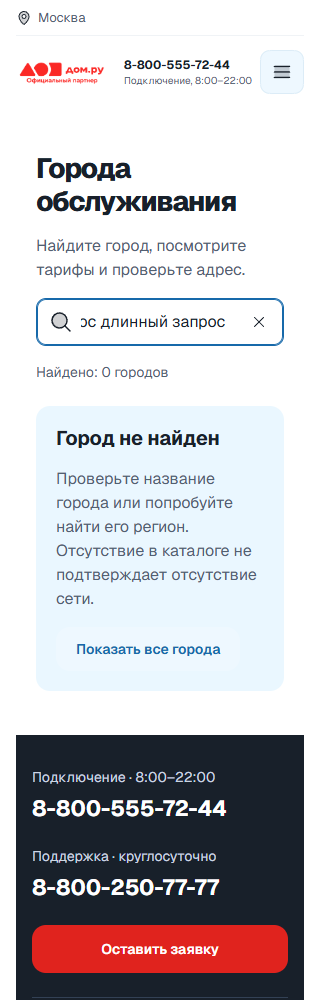 Москва
дом.ру
Официальный партнер
8-800-555-72-44
Подключение, 8:00–22:00
Города
обслуживания
Найдите город, посмотрите
тарифы и проверьте адрес.
ос длинный запрос
Найдено: 0 городов
Город не найден
Проверьте название
города или попробуйте
найти его регион.
Отсутствие в каталоге не
подтверждает отсутствие
сети.
Показать все города
Подключение · 8:00–22:00
8-800-555-72-44
Поддержка · круглосуточно
8-800-250-77-77
Оставить заявку